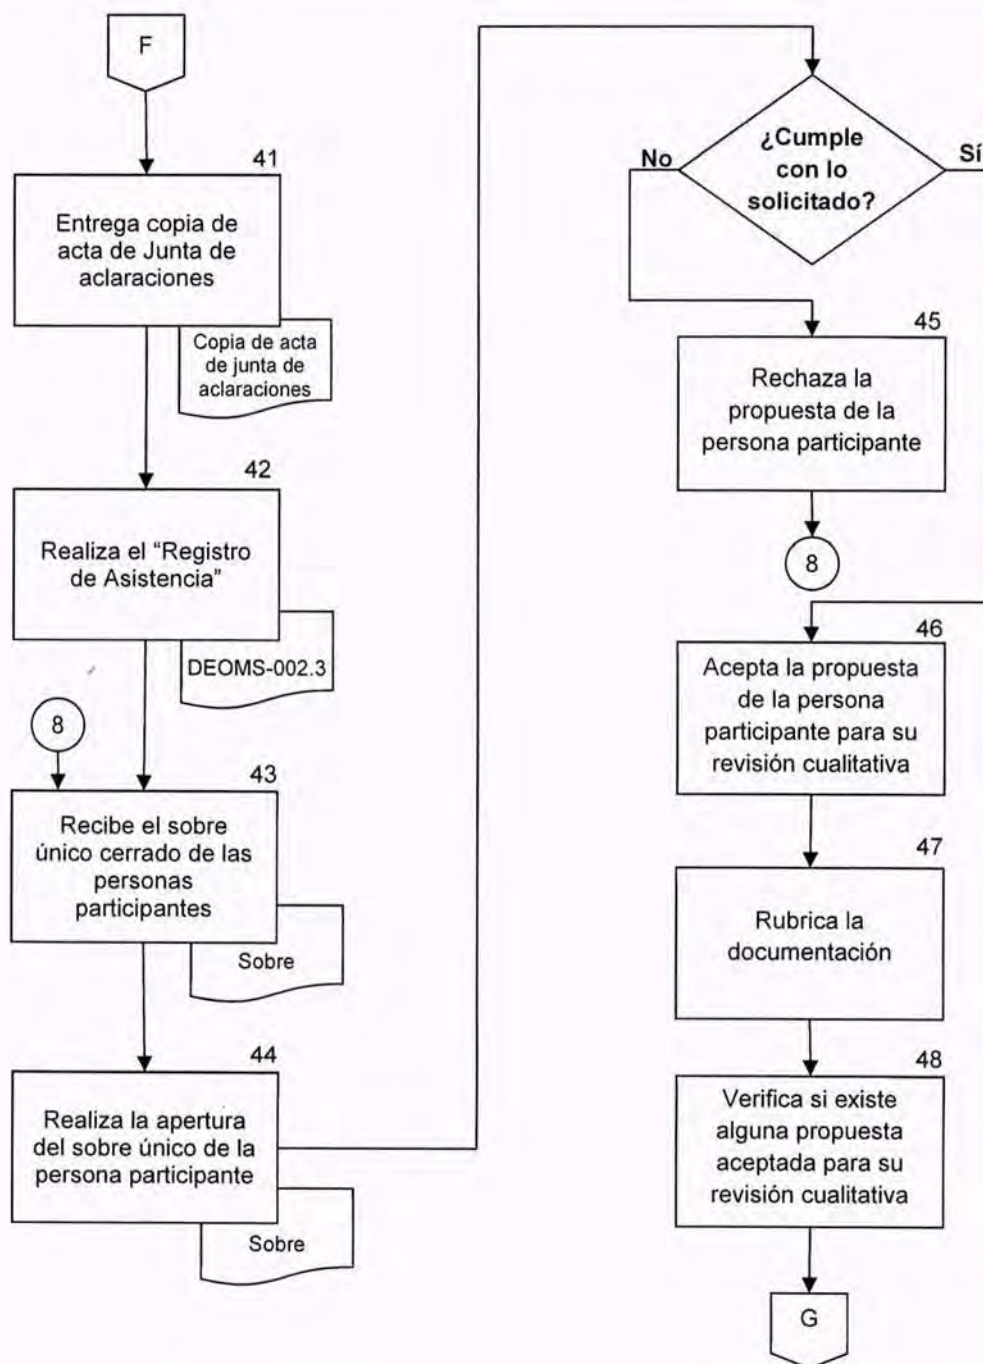 F
41
Entrega copia de
acta de Junta de
aclaraciones
Copia de acta
de junta de
aclaraciones
42
Realiza el “Registro
de Asistencia”
DEOMS-002.3
8
43
Recibe el sobre
único cerrado de las
personas
participantes
Sobre
44
Realiza la apertura
del sobre único de la
persona participante
Sobre
¿Cumple
con lo
solicitado?
No
Sí
45
Rechaza la
propuesta de la
persona participante
8
46
Acepta la propuesta
de la persona
participante para su
revisión cualitativa
47
Rubrica la
documentación
48
Verifica si existe
alguna propuesta
aceptada para su
revisión cualitativa
G